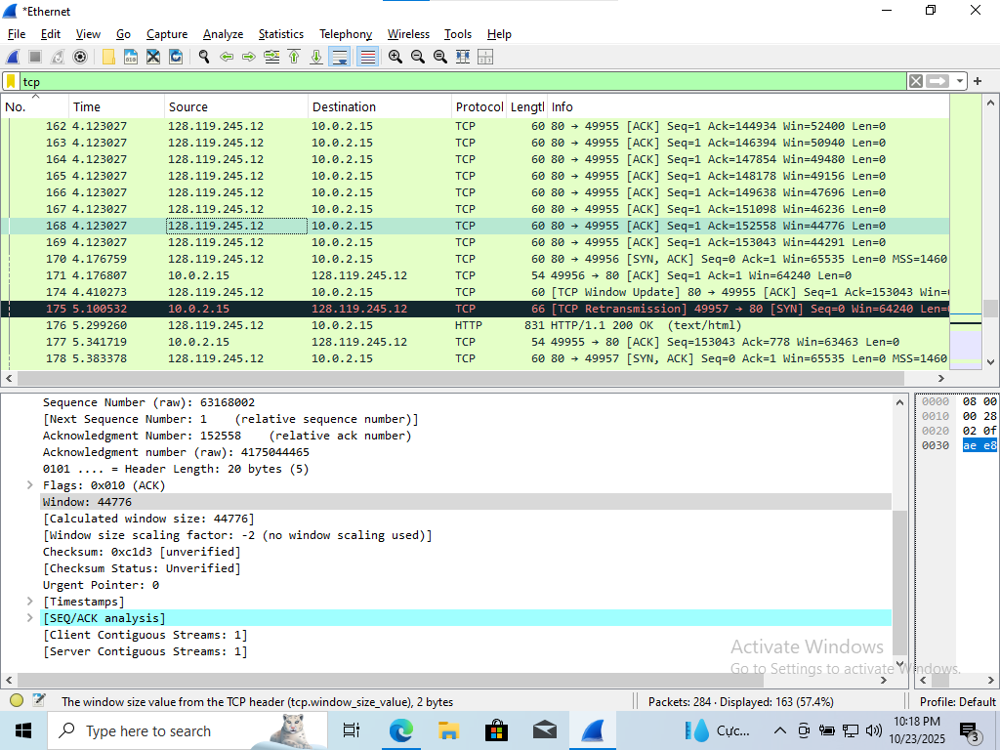 *Ethernet
File Edit View Go Capture Analyze Statistics Telephony Wireless Tools Help
tcp
No. Time Source Destination Protocol Lengtl Info
162 4.123027 128.119.245.12 10.0.2.15 TCP 60 80 → 49955 [ACK] Seq=1 Ack=144934 Win=52400 Len=0
163 4.123027 128.119.245.12 10.0.2.15 TCP 60 80 → 49955 [ACK] Seq=1 Ack=146394 Win=50940 Len=0
164 4.123027 128.119.245.12 10.0.2.15 TCP 60 80 → 49955 [ACK] Seq=1 Ack=147854 Win=49480 Len=0
165 4.123027 128.119.245.12 10.0.2.15 TCP 60 80 → 49955 [ACK] Seq=1 Ack=148178 Win=49156 Len=0
166 4.123027 128.119.245.12 10.0.2.15 TCP 60 80 → 49955 [ACK] Seq=1 Ack=149638 Win=47696 Len=0
167 4.123027 128.119.245.12 10.0.2.15 TCP 60 80 → 49955 [ACK] Seq=1 Ack=151098 Win=46236 Len=0
168 4.123027 128.119.245.12 10.0.2.15 TCP 60 80 → 49955 [ACK] Seq=1 Ack=152558 Win=44776 Len=0
169 4.123027 128.119.245.12 10.0.2.15 TCP 60 80 → 49955 [ACK] Seq=1 Ack=153043 Win=44291 Len=0
170 4.176759 128.119.245.12 10.0.2.15 TCP 60 80 → 49956 [SYN, ACK] Seq=0 Ack=1 Win=65535 Len=0 MSS=1460
171 4.176807 10.0.2.15 128.119.245.12 TCP 54 49956 → 80 [ACK] Seq=1 Ack=1 Win=64240 Len=0
174 4.410273 128.119.245.12 10.0.2.15 TCP 60 [TCP Window Update] 80 → 49955 [ACK] Seq=1 Ack=153043 Win=
175 5.100532 10.0.2.15 128.119.245.12 TCP 66 [TCP Retransmission] 49957 → 80 [SYN] Seq=0 Win=64240 Len=
176 5.299260 128.119.245.12 10.0.2.15 HTTP 831 HTTP/1.1 200 OK (text/html)
177 5.341719 10.0.2.15 128.119.245.12 TCP 54 49955 → 80 [ACK] Seq=153043 Ack=778 Win=63463 Len=0
178 5.383378 128.119.245.12 10.0.2.15 TCP 60 80 → 49957 [SYN, ACK] Seq=0 Ack=1 Win=65535 Len=0 MSS=1460
Sequence Number (raw): 63168002
[Next Sequence Number: 1 (relative sequence number)]
Acknowledgment Number: 152558 (relative ack number)
Acknowledgment number (raw): 4175044465
0101 .... = Header Length: 20 bytes (5)
Flags: 0x010 (ACK)
Window: 44776
[Calculated window size: 44776]
[Window size scaling factor: -2 (no window scaling used)]
Checksum: 0xc1d3 [unverified]
[Checksum Status: Unverified]
Urgent Pointer: 0
[Timestamps]
[SEQ/ACK analysis]
[Client Contiguous Streams: 1]
[Server Contiguous Streams: 1]
0000 08 00
0010 00 28
0020 02 0f
0030 ae e8
Activate Windows
Go to Settings to activate Windows.
The window size value from the TCP header (tcp.window_size_value), 2 bytes
Packets: 284 · Displayed: 163 (57.4%)
Profile: Default
Type here to search
Cực...
10:18 PM
10/23/2025
3